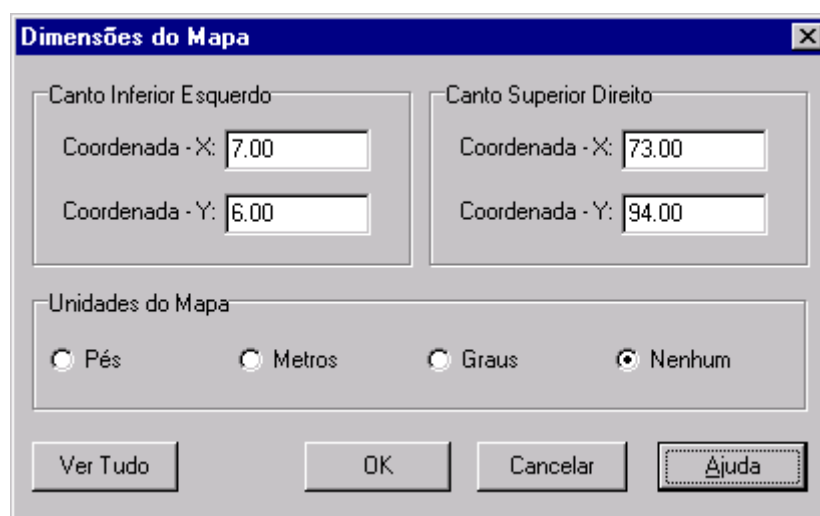 Dimensões do Mapa
Canto Inferior Esquerdo
Coordenada - X: 7.00
Coordenada - Y: 6.00
Canto Superior Direito
Coordenada - X: 73.00
Coordenada - Y: 94.00
Unidades do Mapa
Pés Metros Graus Nenhum
Ver Tudo OK Cancelar Ajuda